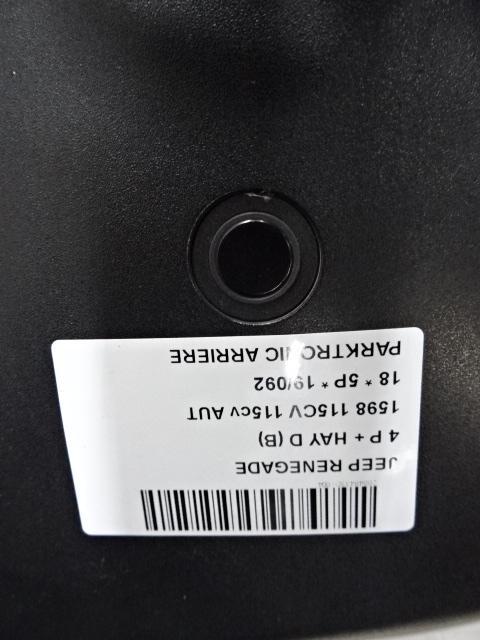 JEEP RENEGADE
4 P + HAY D (B)
1598 115CV 115cv AUT
18 * 5P * 19/092
PARKTRONIC ARRIERE